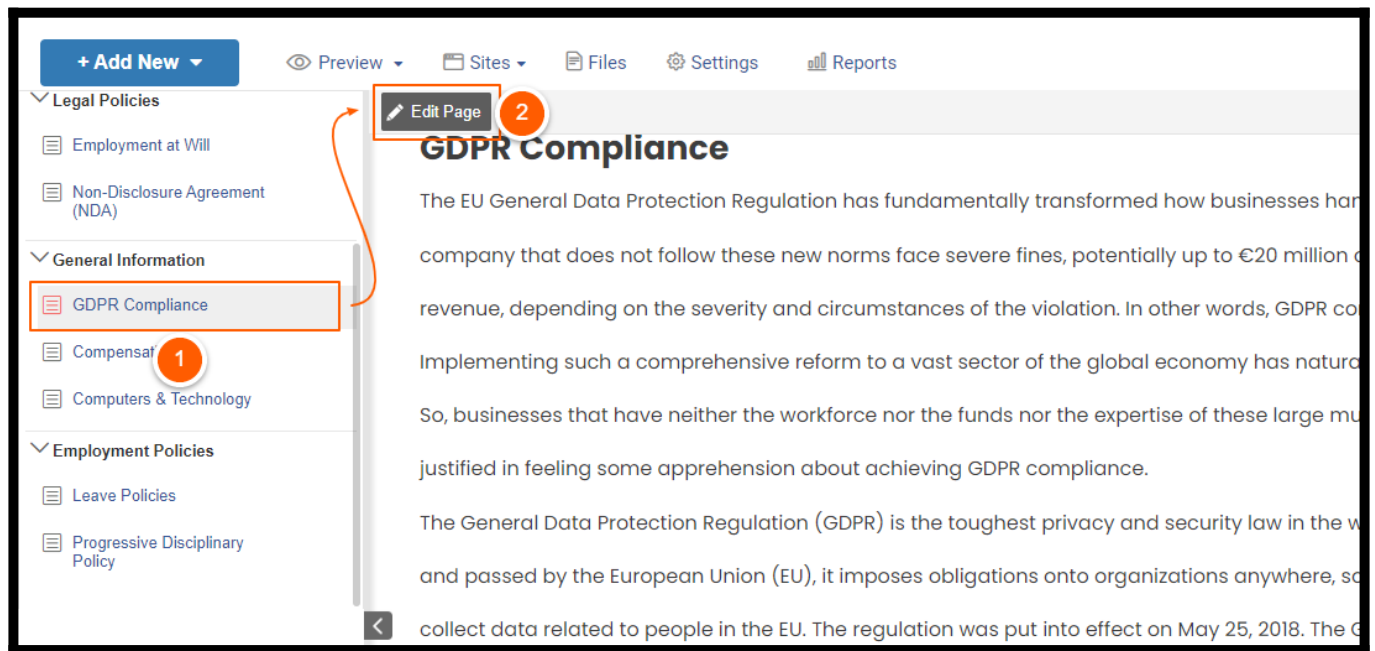 + Add New
Preview
Sites
Files
Settings
Reports
Legal Policies
Employment at Will
Non-Disclosure Agreement
(NDA)
General Information
GDPR Compliance
1
Computers & Technology
Employment Policies
Leave Policies
Progressive Disciplinary
Policy
Edit Page
2
GDPR Compliance
The EU General Data Protection Regulation has fundamentally transformed how businesses
company that does not follow these new norms face severe fines, potentially up to €20 million
revenue, depending on the severity and circumstances of the violation. In other words, GDPR
Implementing such a comprehensive reform to a vast sector of the global economy has
So, businesses that have neither the workforce nor the funds nor the expertise of these large
justified in feeling some apprehension about achieving GDPR compliance.
The General Data Protection Regulation (GDPR) is the toughest privacy and security law in the
and passed by the European Union (EU), it imposes obligations onto organizations anywhere,
collect data related to people in the EU. The regulation was put into effect on May 25, 2018. The